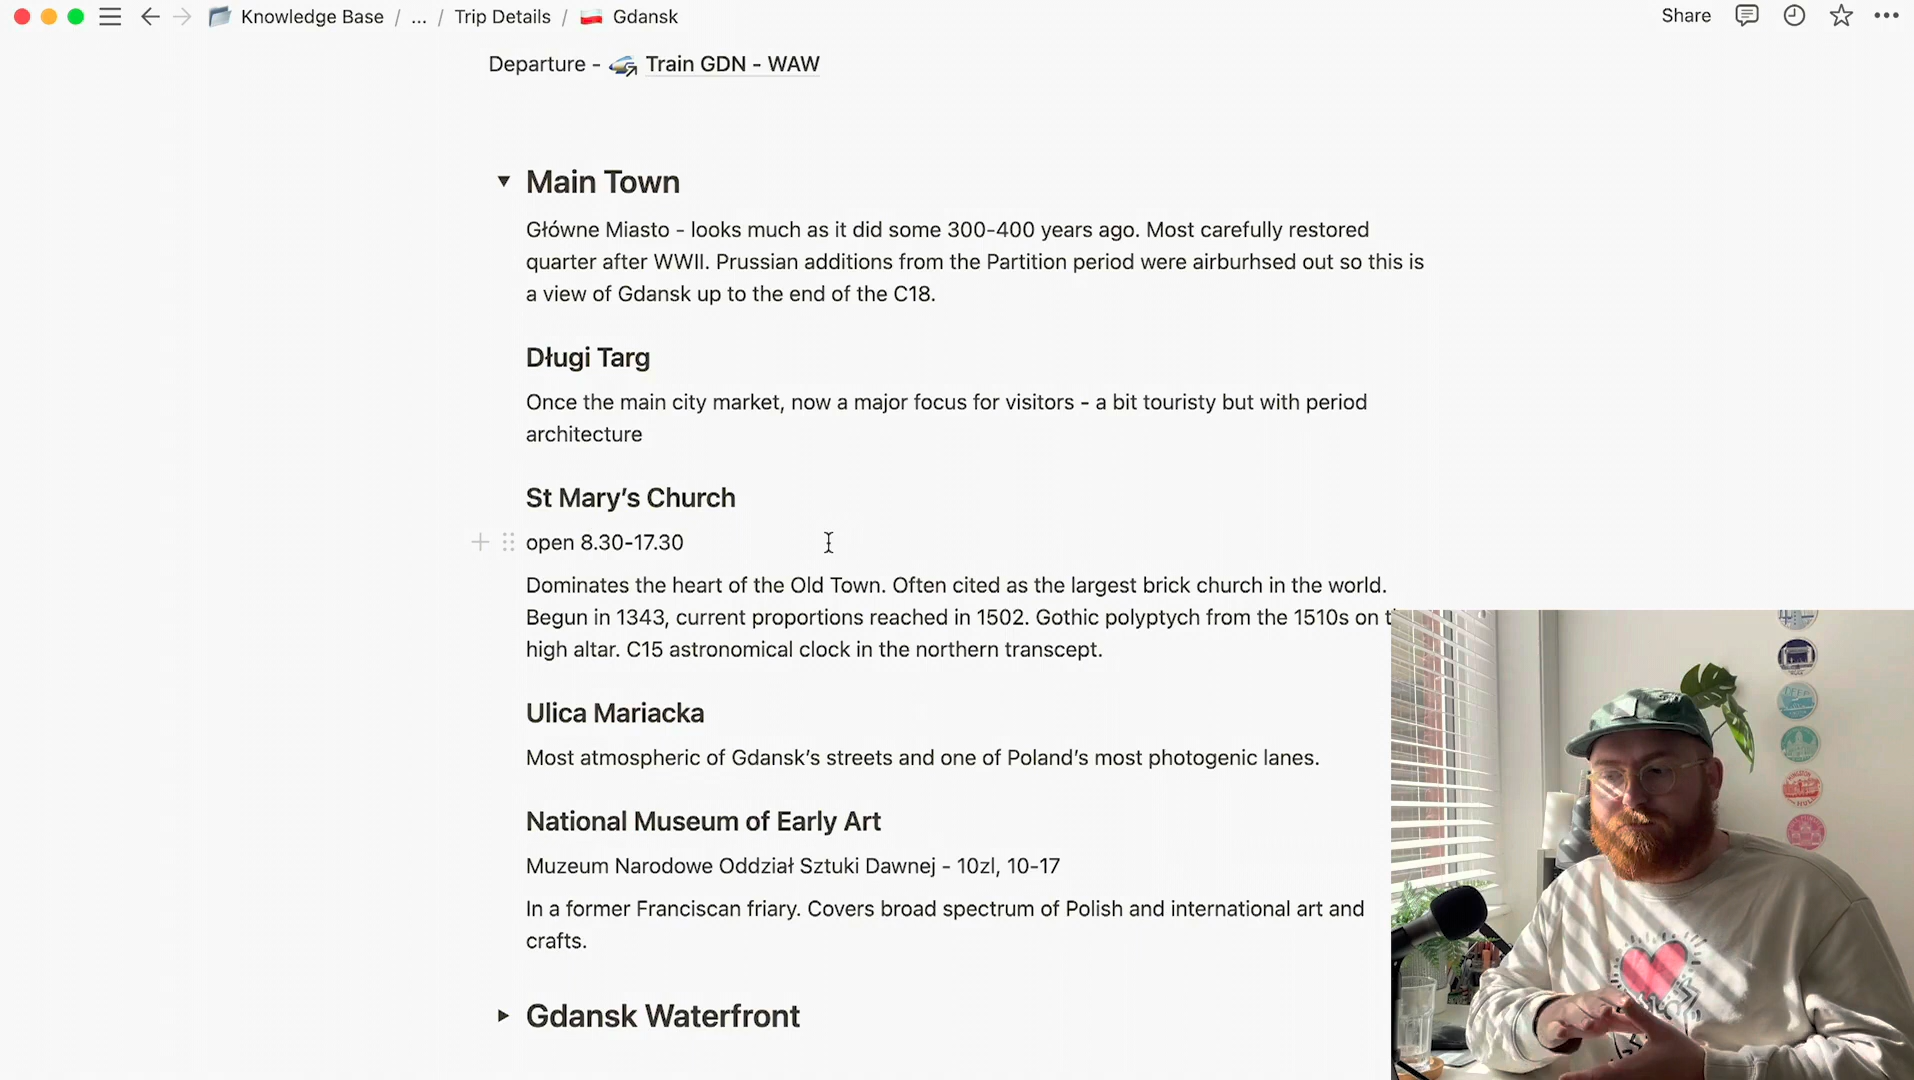 Knowledge Base / ... / Trip Details / Gdansk
Share
Departure - Train GDN - WAW
Main Town
Główne Miasto - looks much as it did some 300-400 years ago. Most carefully restored
quarter after WWII. Prussian additions from the Partition period were airburhsed out so this is
a view of Gdansk up to the end of the C18.
Długi Targ
Once the main city market, now a major focus for visitors - a bit touristy but with period
architecture
St Mary’s Church
open 8.30-17.30
Dominates the heart of the Old Town. Often cited as the largest brick church in the world.
Begun in 1343, current proportions reached in 1502. Gothic polyptych from the 1510s on
high altar. C15 astronomical clock in the northern transcept.
Ulica Mariacka
Most atmospheric of Gdansk’s streets and one of Poland’s most photogenic lanes.
National Museum of Early Art
Muzeum Narodowe Oddział Sztuki Dawnej - 10zl, 10-17
In a former Franciscan friary. Covers broad spectrum of Polish and international art and
crafts.
Gdansk Waterfront